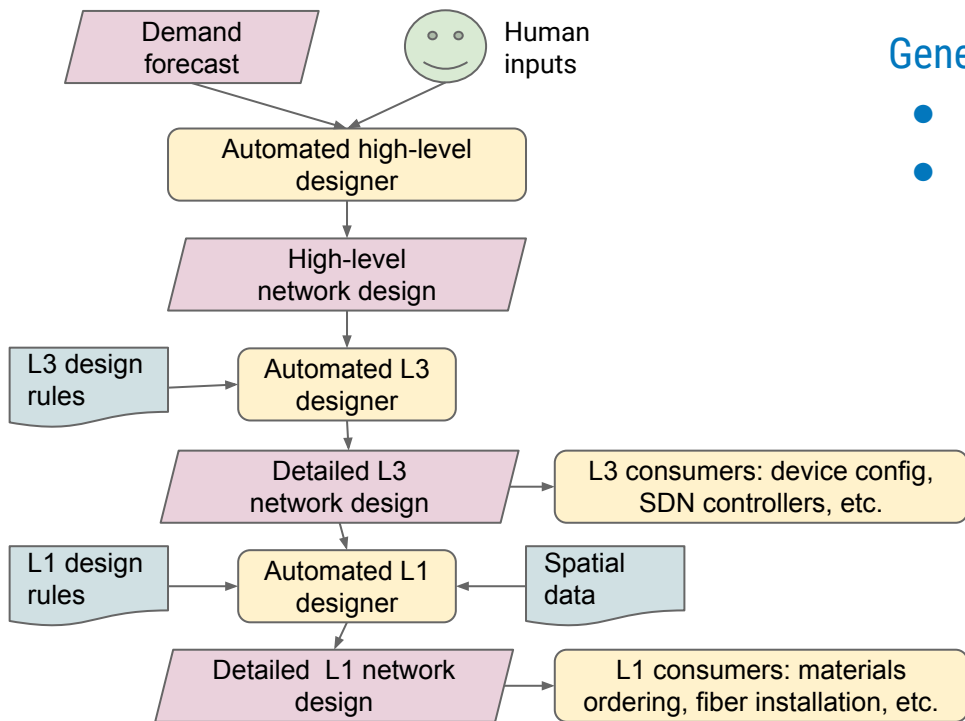 Demand
forecast
Human
inputs
Gene
Automated high-level
designer
High-level
network design
L3 design
rules
Automated L3
designer
Detailed L3
network design
L3 consumers: device config,
SDN controllers, etc.
L1 design
rules
Automated L1
designer
Spatial
data
Detailed L1 network
design
L1 consumers: materials
ordering, fiber installation, etc.